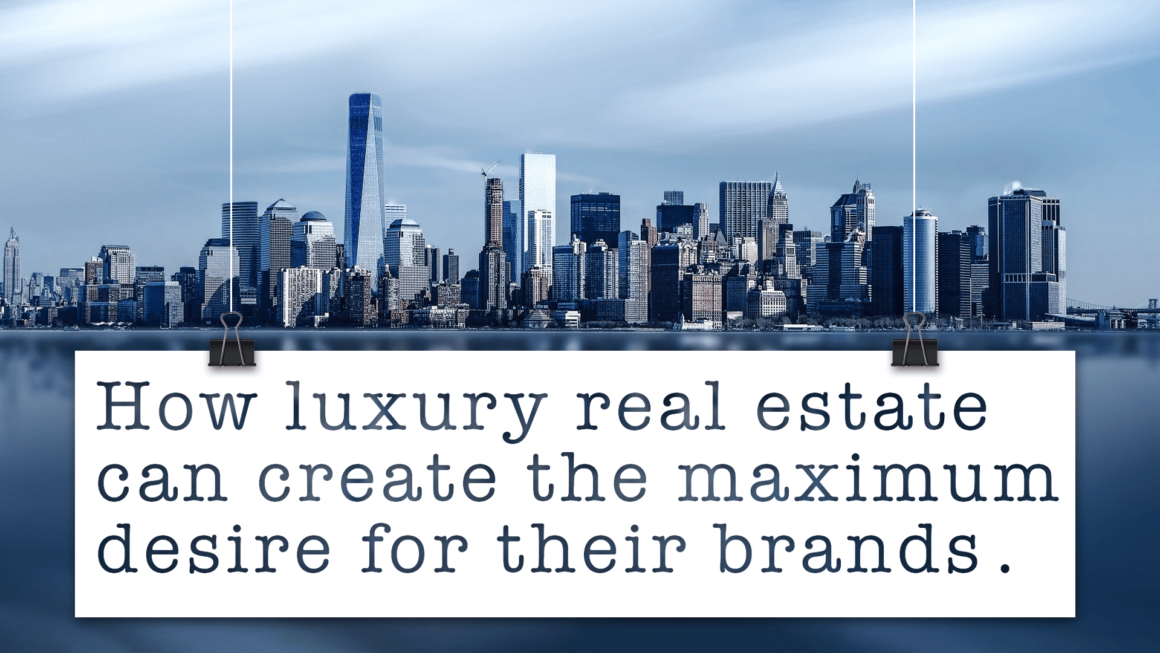 How luxury real estate
can create the maximum
desire for their brands .